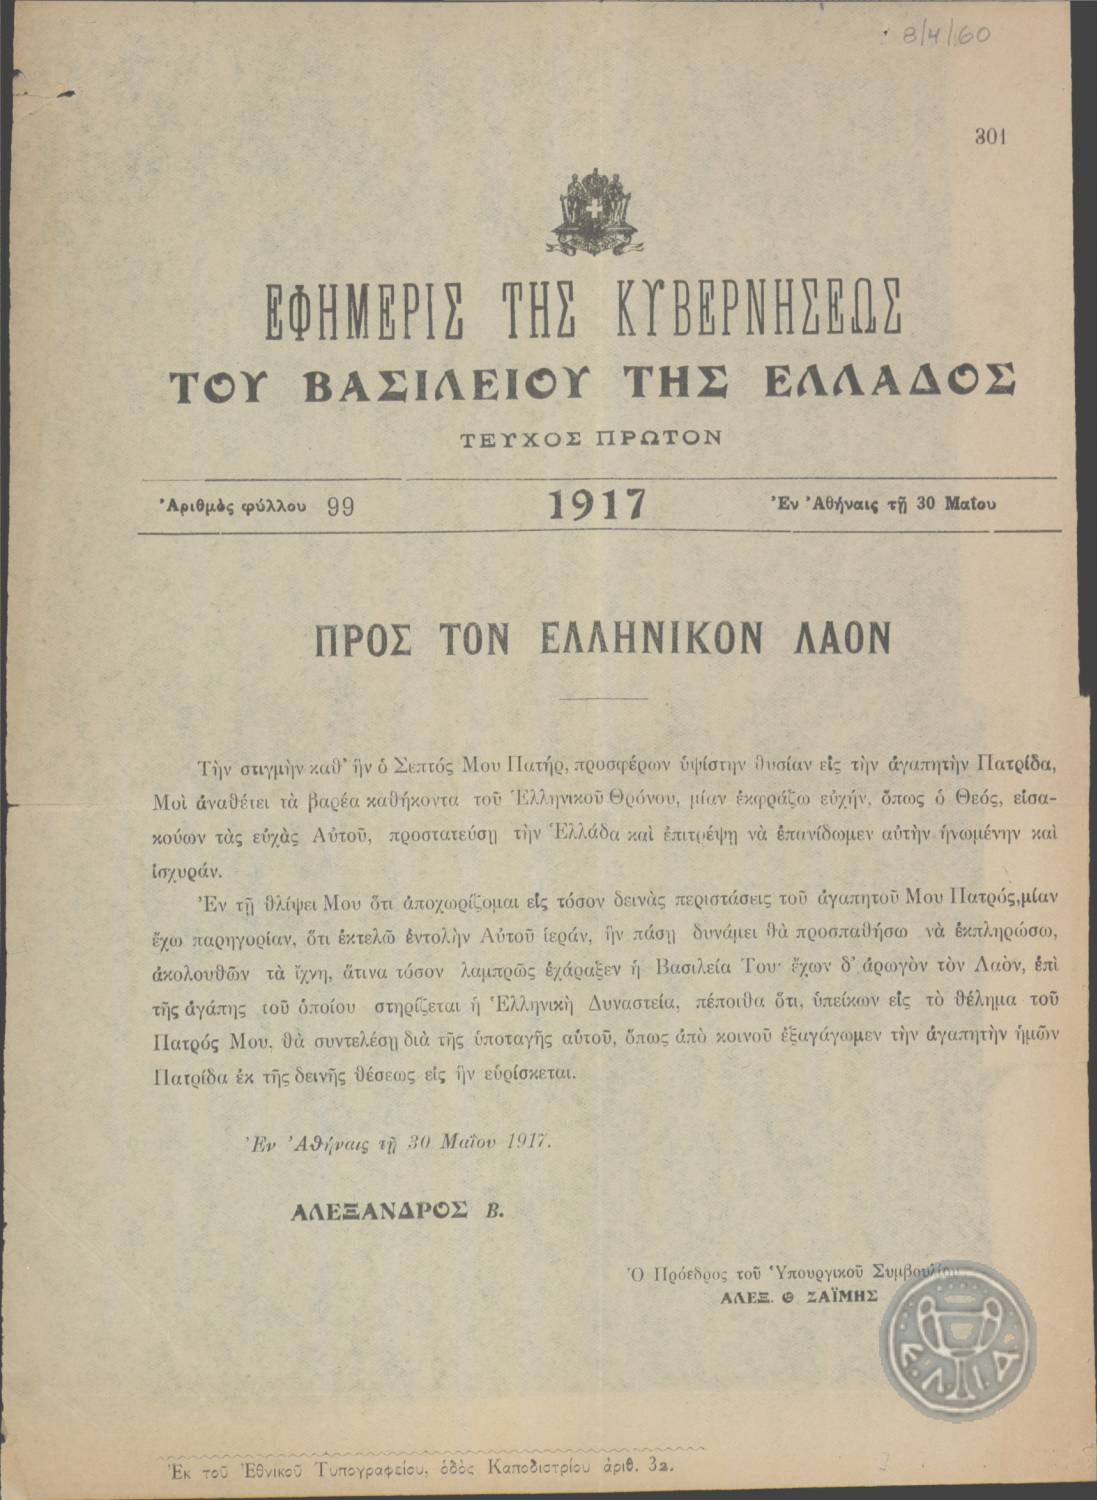 8/4/60
301
ΕΦΗΜΕΡΙΣ ΤΗΣ ΚΥΒΕΡΝΗΣΕΩΣ
ΤΟΥ ΒΑΣΙΛΕΙΟΥ ΤΗΣ ΕΛΛΑΔΟΣ
ΤΕΥΧΟΣ ΠΡΩΤΟΝ
Ἀριθμὸς φύλλου 99 1917 Ἐν Ἀθήναις τῇ 30 Μαΐου
ΠΡΟΣ ΤΟΝ ΕΛΛΗΝΙΚΟΝ ΛΑΟΝ
Τὴν στιγμὴν καθ’ ἣν ὁ Σεπτός Μου Πατήρ, προσφέρων ὑψίστην θυσίαν εἰς τὴν ἀγαπητὴν Πατρίδα,
Μοὶ ἀναθέτει τὰ βαρέα καθήκοντα τοῦ Ἑλληνικοῦ Θρόνου, μίαν ἐκφράζω εὐχήν, ὅπως ὁ Θεός, εἰσα-
κούων τὰς εὐχὰς Αὐτοῦ, προστατεύσῃ τὴν Ἑλλάδα καὶ ἐπιτρέψῃ νὰ ἐπανίδωμεν αὐτὴν ἡνωμένην καὶ
ἰσχυράν.
Ἐν τῇ θλίψει Μου ὅτι ἀποχωρίζομαι εἰς τόσον δεινὰς περιστάσεις τοῦ ἀγαπητοῦ Μου Πατρός,μίαν
ἔχω παρηγορίαν, ὅτι ἐκτελῶ ἐντολὴν Αὐτοῦ ἱεράν, ἣν πάσῃ δυνάμει θὰ προσπαθήσω νὰ ἐκπληρώσω,
ἀκολουθῶν τὰ ἴχνη, ἅτινα τόσον λαμπρῶς ἐχάραξεν ἡ Βασιλεία Του· ἔχων δ’ ἀρωγὸν τὸν Λαὸν, ἐπὶ
τῆς ἀγάπης τοῦ ὁποίου στηρίζεται ἡ Ἑλληνικὴ Δυναστεία, πέποιθα ὅτι, ὑπείκων εἰς τὸ θέλημα τοῦ
Πατρός Μου, θὰ συντελέσῃ διὰ τῆς ὑποταγῆς αὐτοῦ, ὅπως ἀπὸ κοινοῦ ἐξαγάγωμεν τὴν ἀγαπητὴν ἡμῶν
Πατρίδα ἐκ τῆς δεινῆς θέσεως εἰς ἣν εὑρίσκεται.
Ἐν Ἀθήναις τῇ 30 Μαΐου 1917.
ΑΛΕΞΑΝΔΡΟΣ Β.
Ὁ Πρόεδρος τοῦ Ὑπουργικοῦ Συμβουλίου
ΑΛΕΞ. Θ ΖΑΪΜΗΣ
Ε.Λ.Ι.Α
Ἐκ τοῦ Ἐθνικοῦ Τυπογραφείου, ὁδὸς Καποδιστρίου ἀριθ. 32.